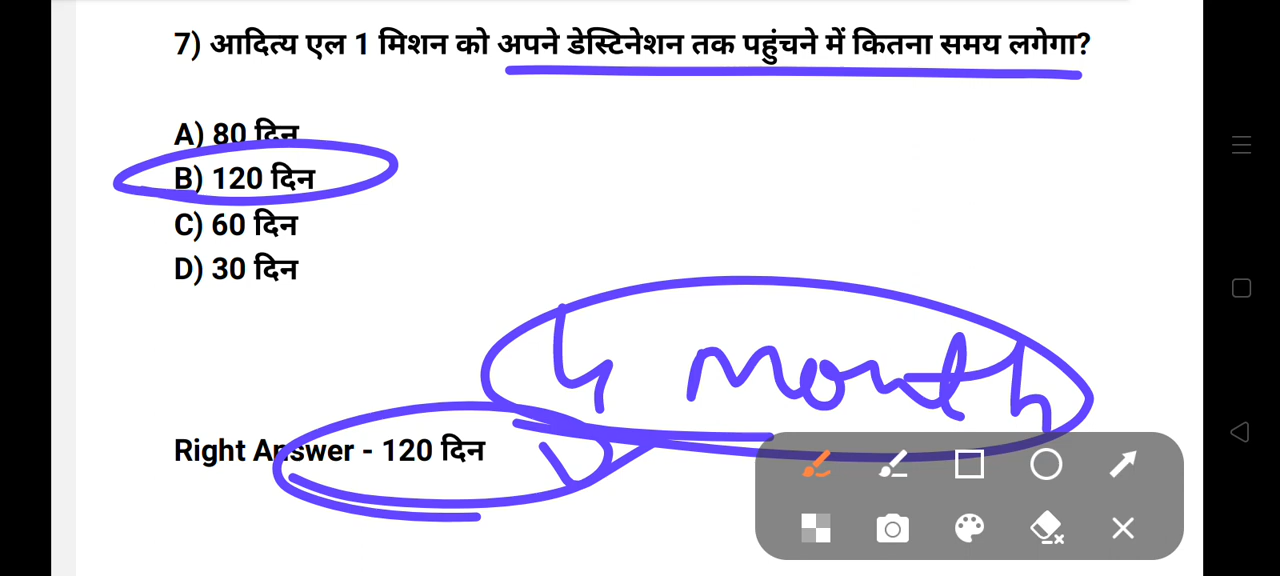 7) आदित्य एल 1 मिशन को अपने डेस्टिनेशन तक पहुंचने में कितना समय लगेगा?
A) 80 दिन
B) 120 दिन
C) 60 दिन
D) 30 दिन
4 month
Right Answer - 120 दिन